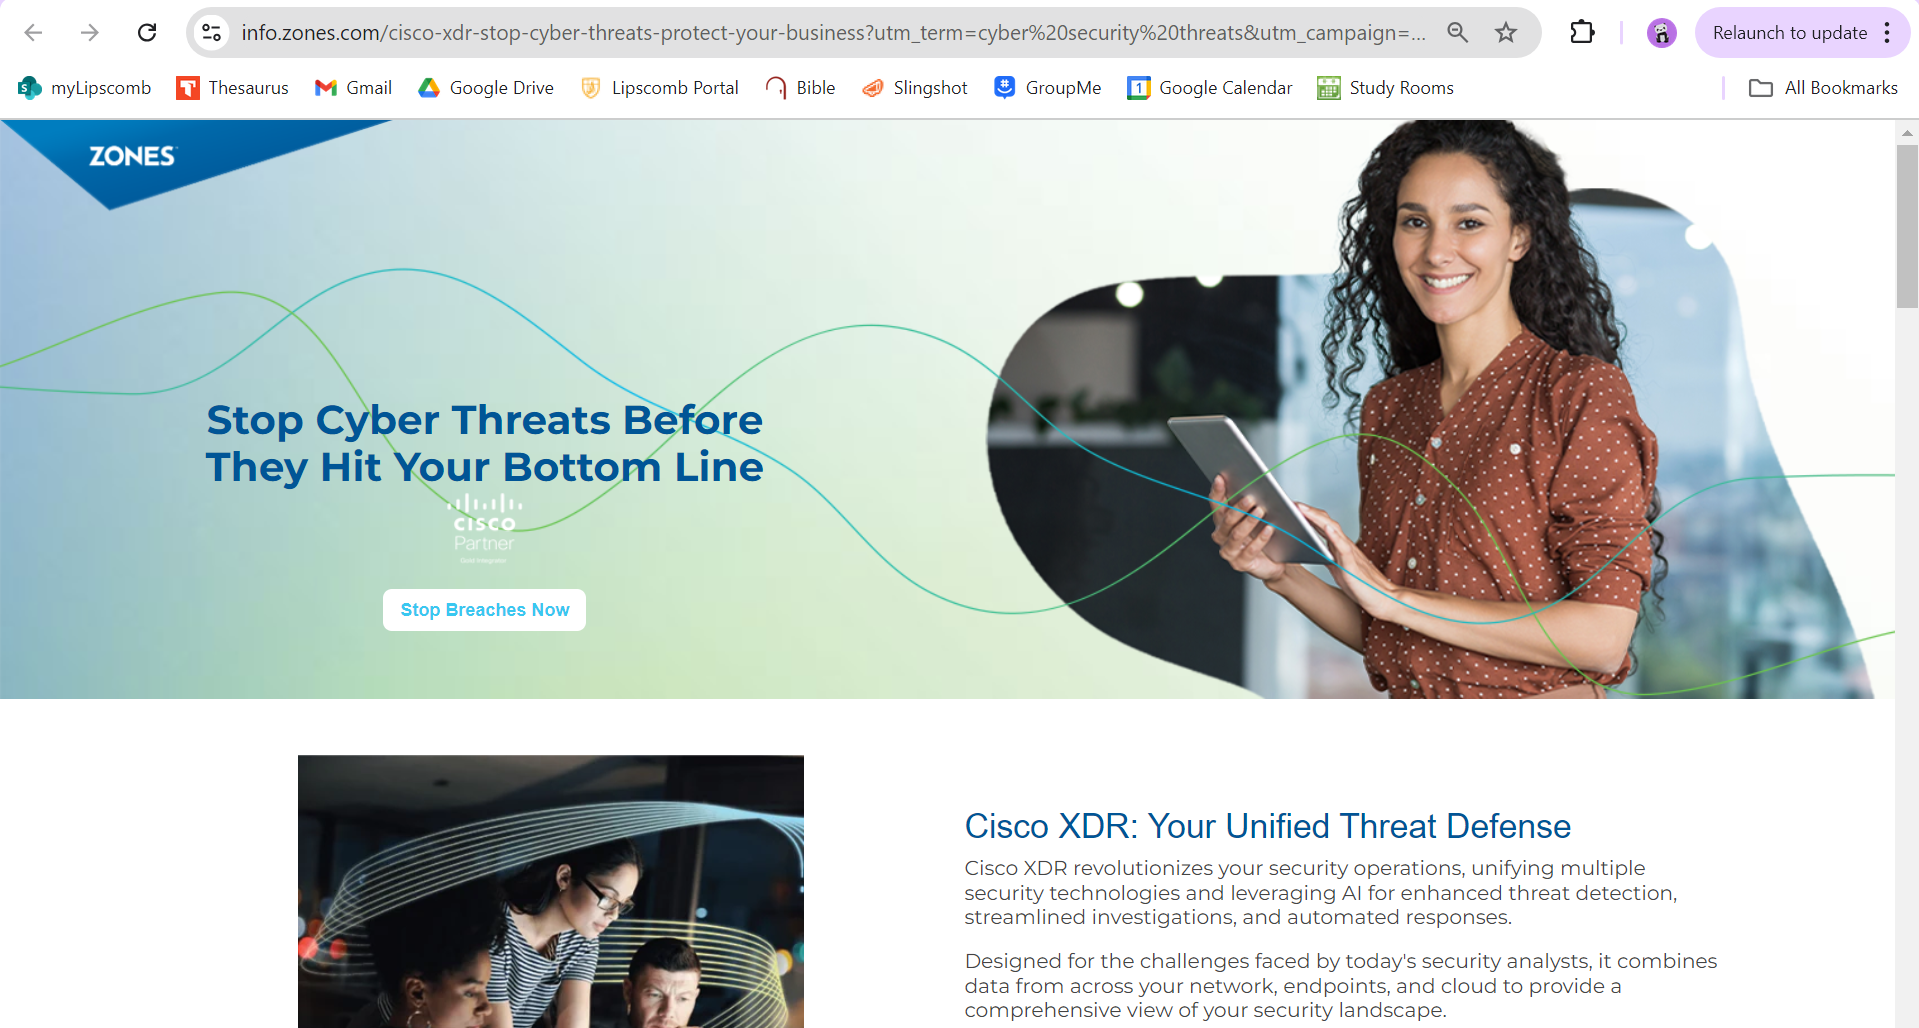 info.zones.com/cisco-xdr-stop-cyber-threats-protect-your-business?utm_term=cyber%20security%20threats&utm_campaign=...
Relaunch to update
myLipscomb
Thesaurus
Gmail
Google Drive
Lipscomb Portal
Bible
Slingshot
GroupMe
1
Google Calendar
Study Rooms
All Bookmarks
ZONES
Stop Cyber Threats Before
They Hit Your Bottom Line
CISCO
Partner
Gold Integrator
Stop Breaches Now
Cisco XDR: Your Unified Threat Defense
Cisco XDR revolutionizes your security operations, unifying multiple
security technologies and leveraging AI for enhanced threat detection,
streamlined investigations, and automated responses.
Designed for the challenges faced by today's security analysts, it combines
data from across your network, endpoints, and cloud to provide a
comprehensive view of your security landscape.